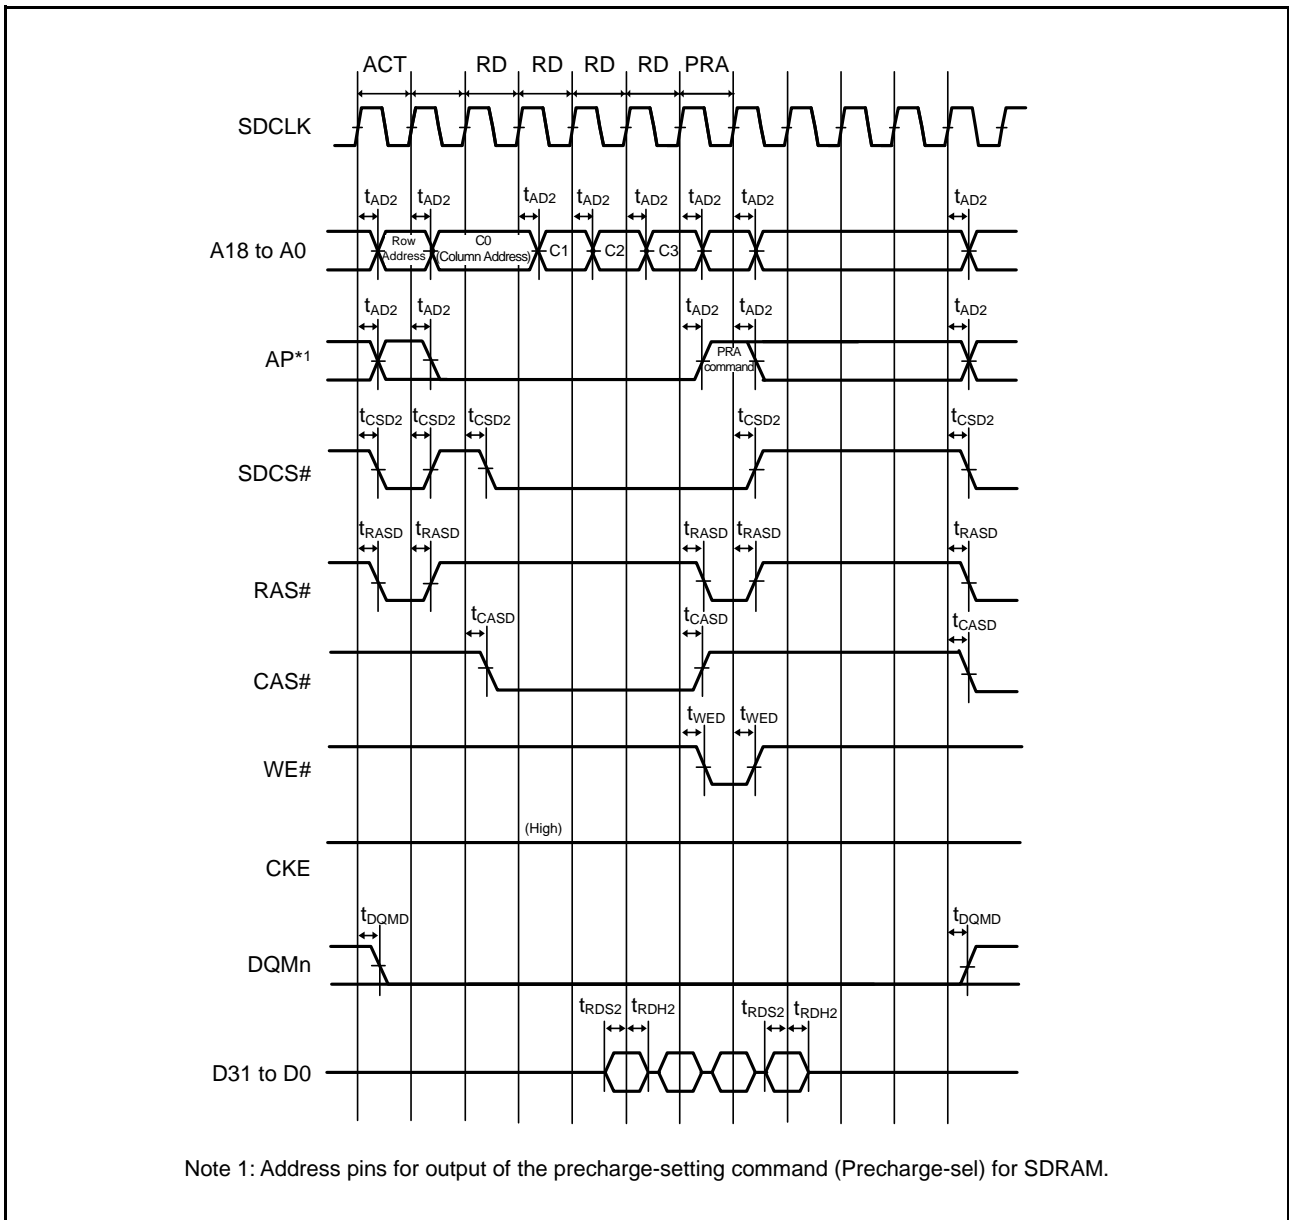 ACT RD RD RD RD PRA
SDCLK
tAD2 tAD2 tAD2 tAD2 tAD2 tAD2 tAD2 tAD2
A18 to A0
Row Address
C0 (Column Address)
C1 C2 C3
tAD2 tAD2 tAD2 tAD2 tAD2
AP*1
PRA command
tCSD2 tCSD2 tCSD2 tCSD2 tCSD2
SDCS#
tRASD tRASD tRASD tRASD tRASD
RAS#
tCASD tCASD tCASD
CAS#
tWED tWED
WE#
(High)
CKE
tDQMD tDQMD
DQMn
tRDS2 tRDH2 tRDS2 tRDH2
D31 to D0
Note 1: Address pins for output of the precharge-setting command (Precharge-sel) for SDRAM.